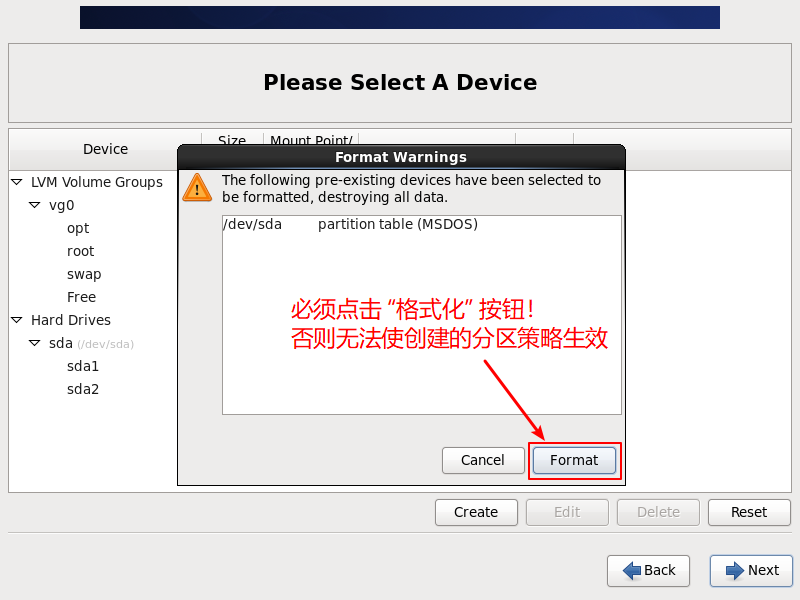 Please Select A Device
Device
Size
Mount Point/
Format Warnings
The following pre-existing devices have been selected to
be formatted, destroying all data.
/dev/sda partition table (MSDOS)
LVM Volume Groups
vg0
opt
root
swap
Free
Hard Drives
sda (/dev/sda)
sda1
sda2
必须点击 “格式化” 按钮！
否则无法使创建的分区策略生效
Cancel
Format
Create
Edit
Delete
Reset
Back
Next